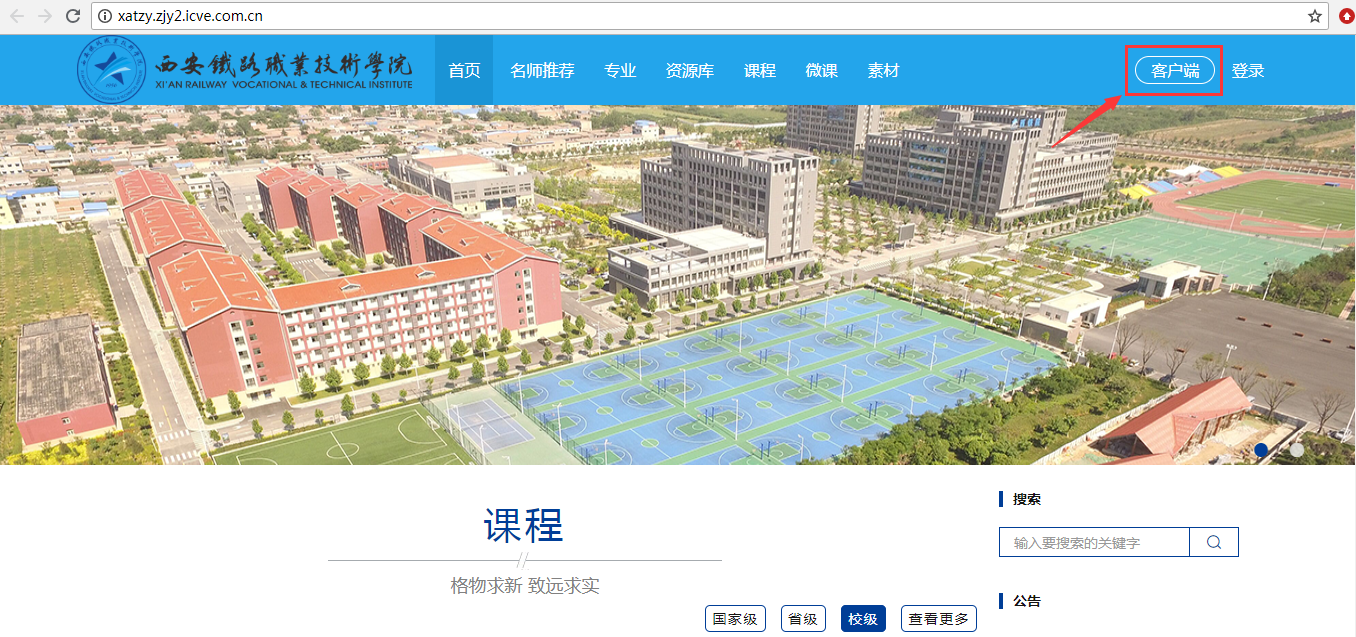 xatzy.zjy2.icve.com.cn
西安鐵路職業技術學院
XI'AN RAILWAY VOCATIONAL & TECHNICAL INSTITUTE
首页 名师推荐 专业 资源库 课程 微课 素材 客户端 登录
课程
格物求新 致远求实
国家级 省级 校级 查看更多
搜索
输入要搜索的关键字
公告